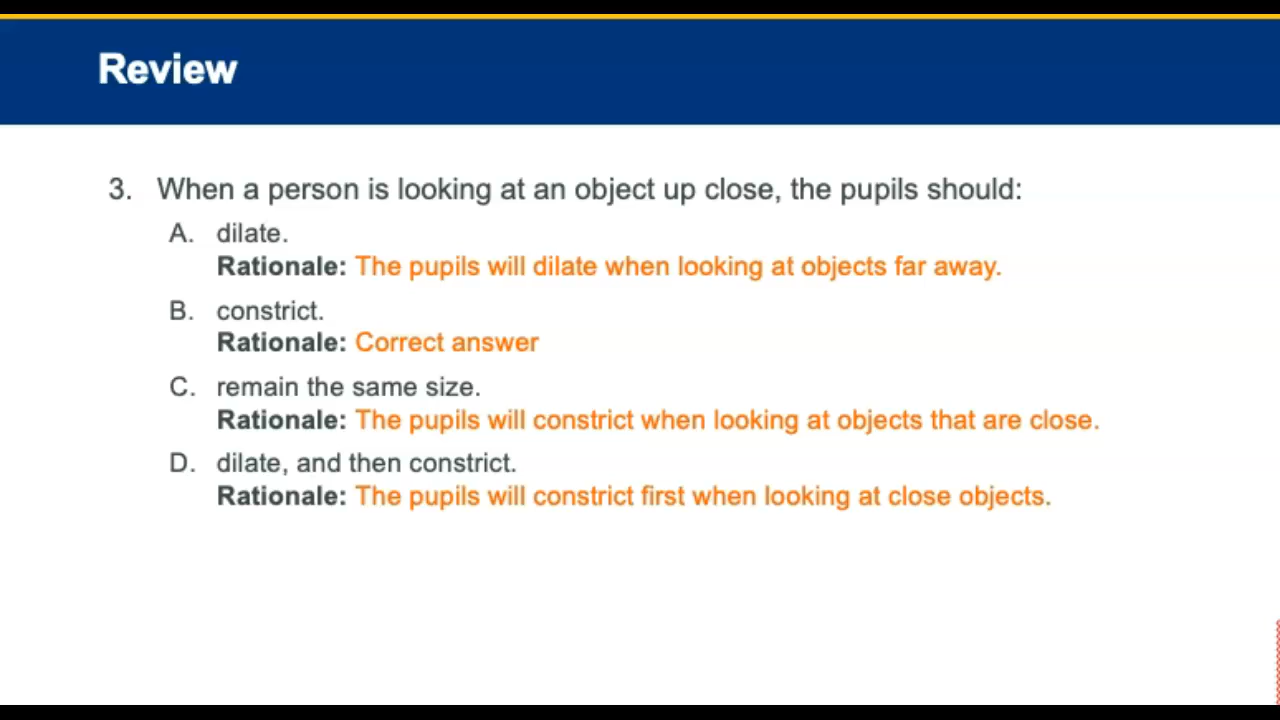 Review
3. When a person is looking at an object up close, the pupils should:
A. dilate.
Rationale: The pupils will dilate when looking at objects far away.
B. constrict.
Rationale: Correct answer
C. remain the same size.
Rationale: The pupils will constrict when looking at objects that are close.
D. dilate, and then constrict.
Rationale: The pupils will constrict first when looking at close objects.